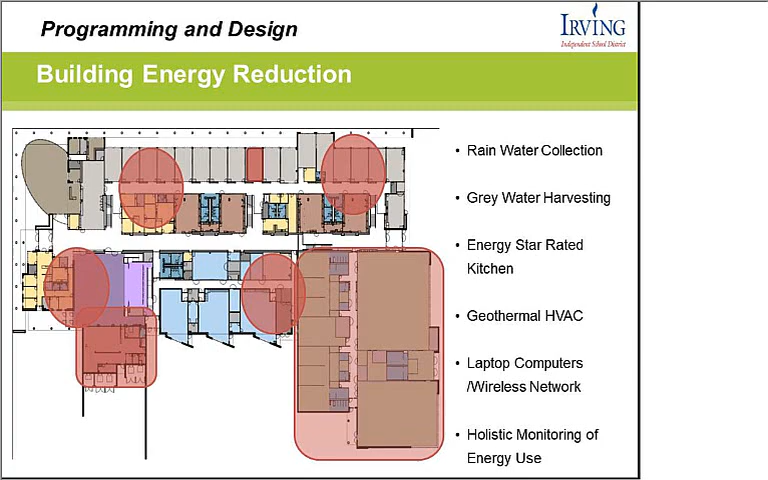 Programming and Design
IRVING
Independent School District
Building Energy Reduction
• Rain Water Collection
• Grey Water Harvesting
• Energy Star Rated
Kitchen
• Geothermal HVAC
• Laptop Computers
/Wireless Network
• Holistic Monitoring of
Energy Use